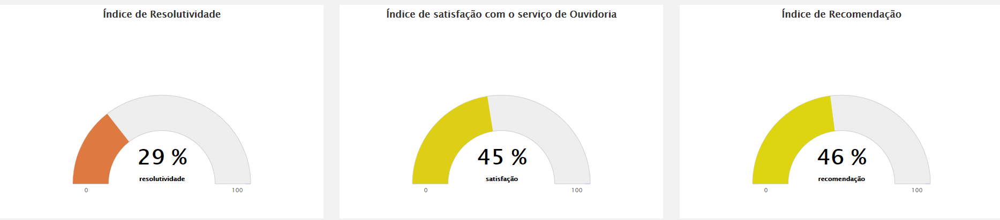 Índice de Resolutividade
29 %
resolutividade
0
100
Índice de satisfação com o serviço de Ouvidoria
45 %
satisfação
0
100
Índice de Recomendação
46 %
recomendação
0
100